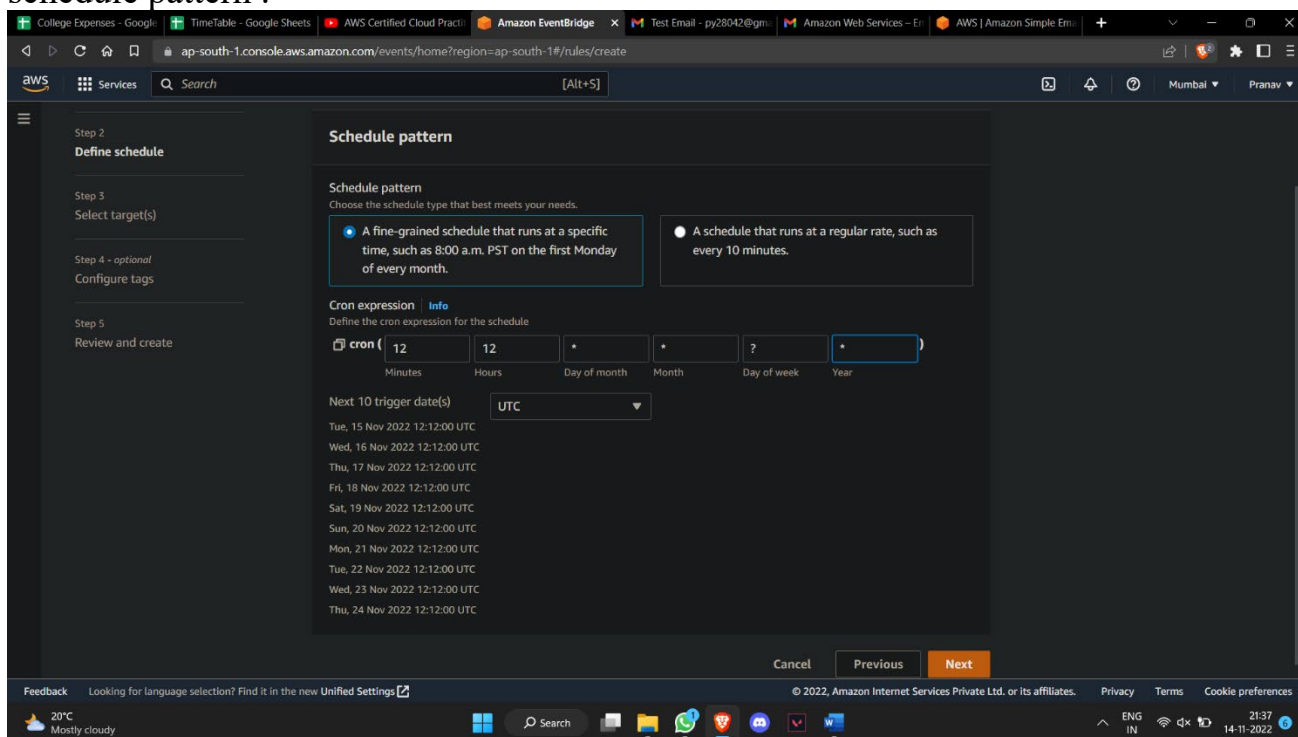 schedule pattern :
College Expenses - Google
TimeTable - Google Sheets
AWS Certified Cloud Practi
Amazon EventBridge
Test Email - py28042@gma
Amazon Web Services – Em
AWS | Amazon Simple Ema
ap-south-1.console.aws.amazon.com/events/home?region=ap-south-1#/rules/create
2
aws
Services
Search
[Alt+S]
Mumbai ▼
Pranav ▼
Step 2
Define schedule
Step 3
Select target(s)
Step 4 - optional
Configure tags
Step 5
Review and create
Schedule pattern
Schedule pattern
Choose the schedule type that best meets your needs.
A fine-grained schedule that runs at a specific
time, such as 8:00 a.m. PST on the first Monday
of every month.
A schedule that runs at a regular rate, such as
every 10 minutes.
Cron expression | Info
Define the cron expression for the schedule
cron ( 12 12 * * ? * )
Minutes Hours Day of month Month Day of week Year
Next 10 trigger date(s)
UTC
Tue, 15 Nov 2022 12:12:00 UTC
Wed, 16 Nov 2022 12:12:00 UTC
Thu, 17 Nov 2022 12:12:00 UTC
Fri, 18 Nov 2022 12:12:00 UTC
Sat, 19 Nov 2022 12:12:00 UTC
Sun, 20 Nov 2022 12:12:00 UTC
Mon, 21 Nov 2022 12:12:00 UTC
Tue, 22 Nov 2022 12:12:00 UTC
Wed, 23 Nov 2022 12:12:00 UTC
Thu, 24 Nov 2022 12:12:00 UTC
Cancel
Previous
Next
Feedback
Looking for language selection? Find it in the new Unified Settings
© 2022, Amazon Internet Services Private Ltd. or its affiliates.
Privacy
Terms
Cookie preferences
20°C
Mostly cloudy
Search
ENG
IN
21:37
14-11-2022
6